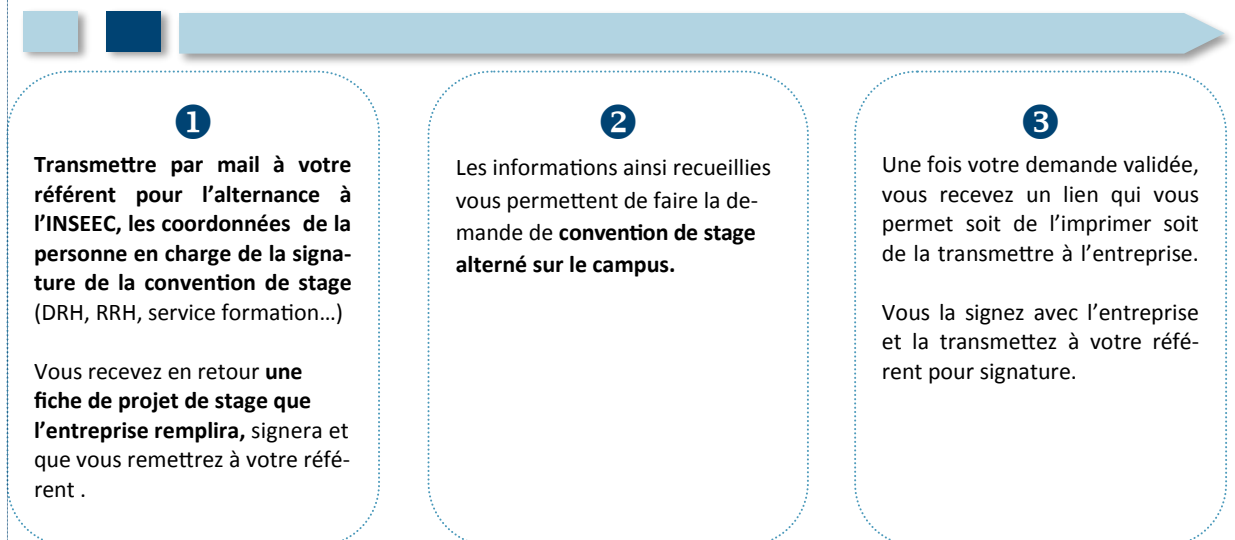 1
Transmettre par mail à votre
référent pour l’alternance à
l’INSEEC, les coordonnées de la
personne en charge de la signa-
ture de la convention de stage
(DRH, RRH, service formation…)
Vous recevez en retour une
fiche de projet de stage que
l’entreprise remplira, signera et
que vous remettrez à votre réfé-
rent .
2
Les informations ainsi recueillies
vous permettent de faire la de-
mande de convention de stage
alterné sur le campus.
3
Une fois votre demande validée,
vous recevez un lien qui vous
permet soit de l’imprimer soit
de la transmettre à l’entreprise.
Vous la signez avec l’entreprise
et la transmettez à votre réfé-
rent pour signature.